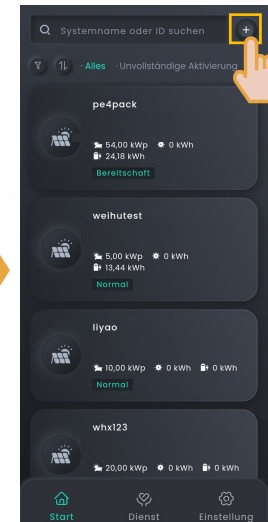 Systemname oder ID suchen
· Alles · Unvollständige Aktivierung
pe4pack
54,00 kWp 0 kWh
24,18 kWh
Bereitschaft
weihutest
5,00 kWp 0 kWh
13,44 kWh
Normal
liyao
10,00 kWp 0 kWh 0 kWh
Normal
whx123
20,00 kWp 0 kWh 0 kWh
Start Dienst Einstellung